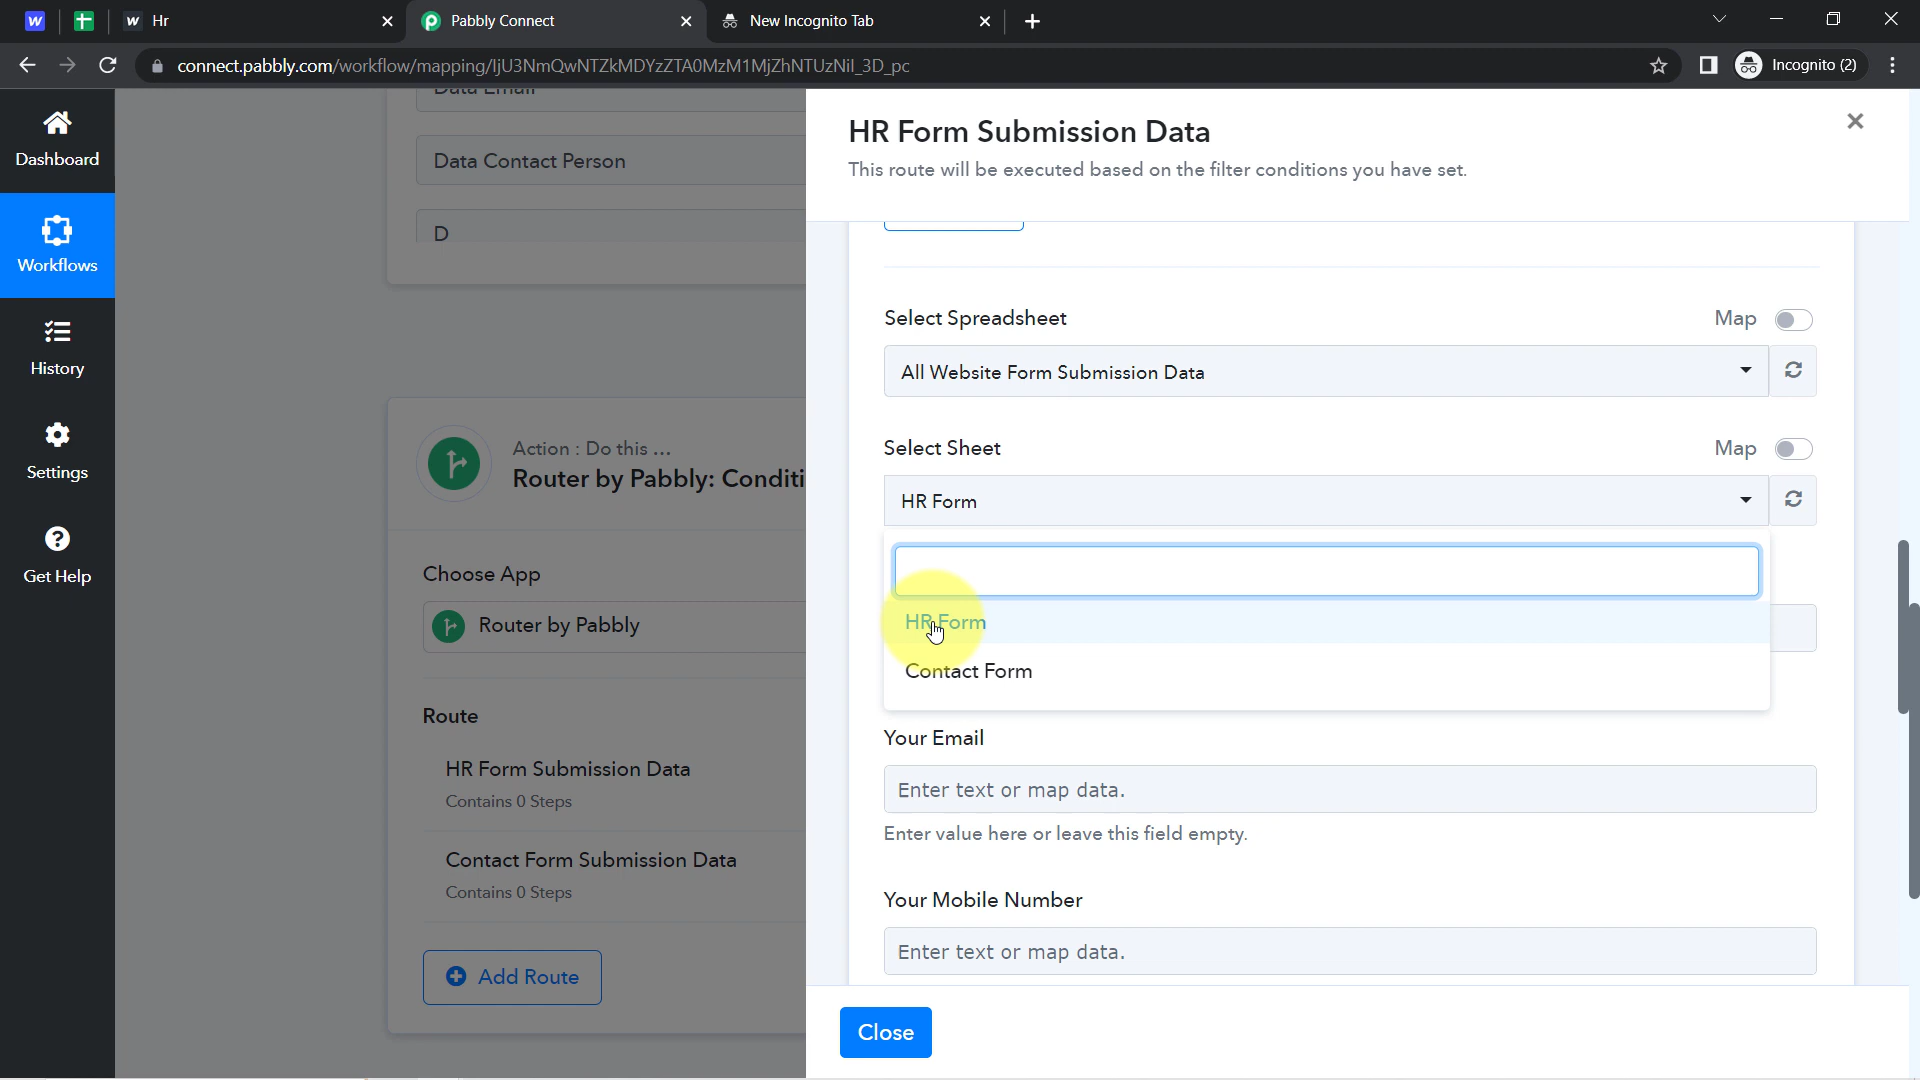 Hr
Pabbly Connect
New Incognito Tab
connect.pabbly.com/workflow/mapping/IjU3NmQwNTZkMDYzZTA0MzM1MjZhNTUzNiI_3D_pc
Incognito (2)
Dashboard
Workflows
History
Settings
Get Help
Data Email
Data Contact Person
D
Action : Do this ...
Router by Pabbly: Conditi
Choose App
Router by Pabbly
Route
HR Form Submission Data
Contains 0 Steps
Contact Form Submission Data
Contains 0 Steps
Add Route
HR Form Submission Data
This route will be executed based on the filter conditions you have set.
Select Spreadsheet
Map
All Website Form Submission Data
Select Sheet
Map
HR Form
HR Form
Contact Form
Your Email
Enter text or map data.
Enter value here or leave this field empty.
Your Mobile Number
Enter text or map data.
Close